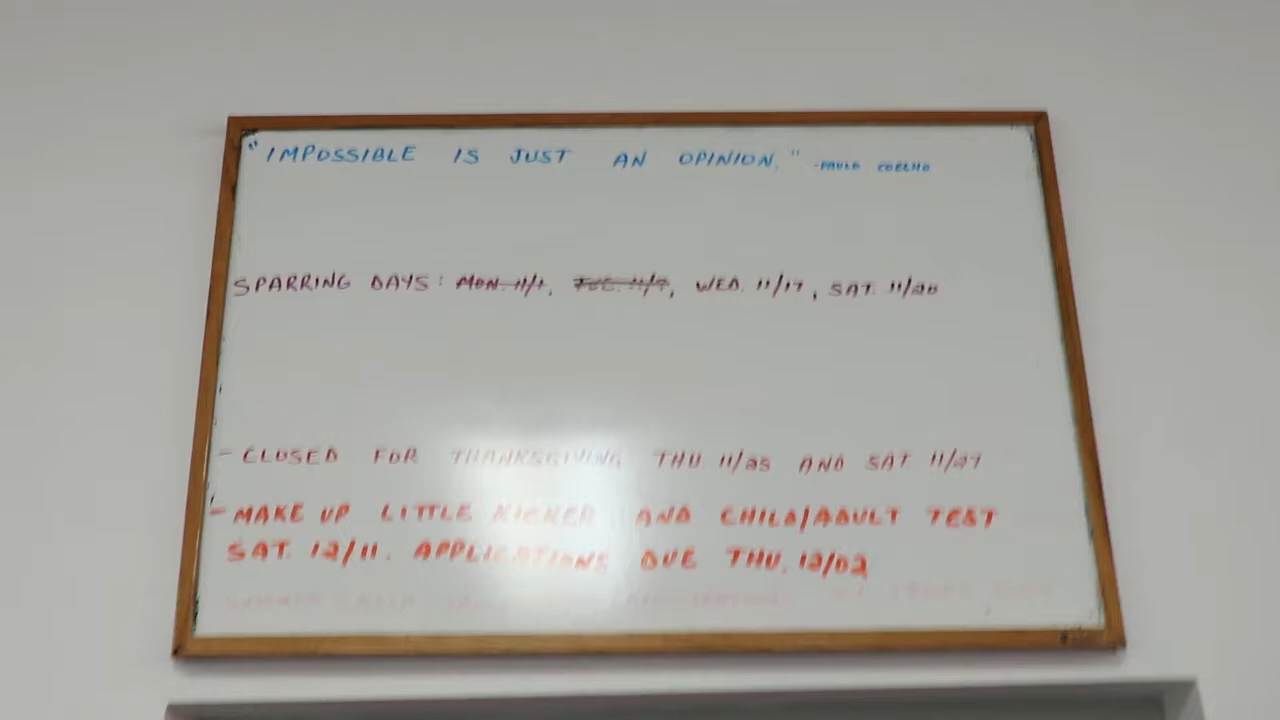 "IMPOSSIBLE IS JUST AN OPINION." -PAULO COELHO
SPARRING DAYS: MON. 11/1, TUE. 11/9, WED. 11/17, SAT. 11/20
- CLOSED FOR THANKSGIVING THU 11/25 AND SAT 11/27
- MAKE UP LITTLE KICKER AND CHILD/ADULT TEST
SAT. 12/11. APPLICATIONS DUE THU. 12/02